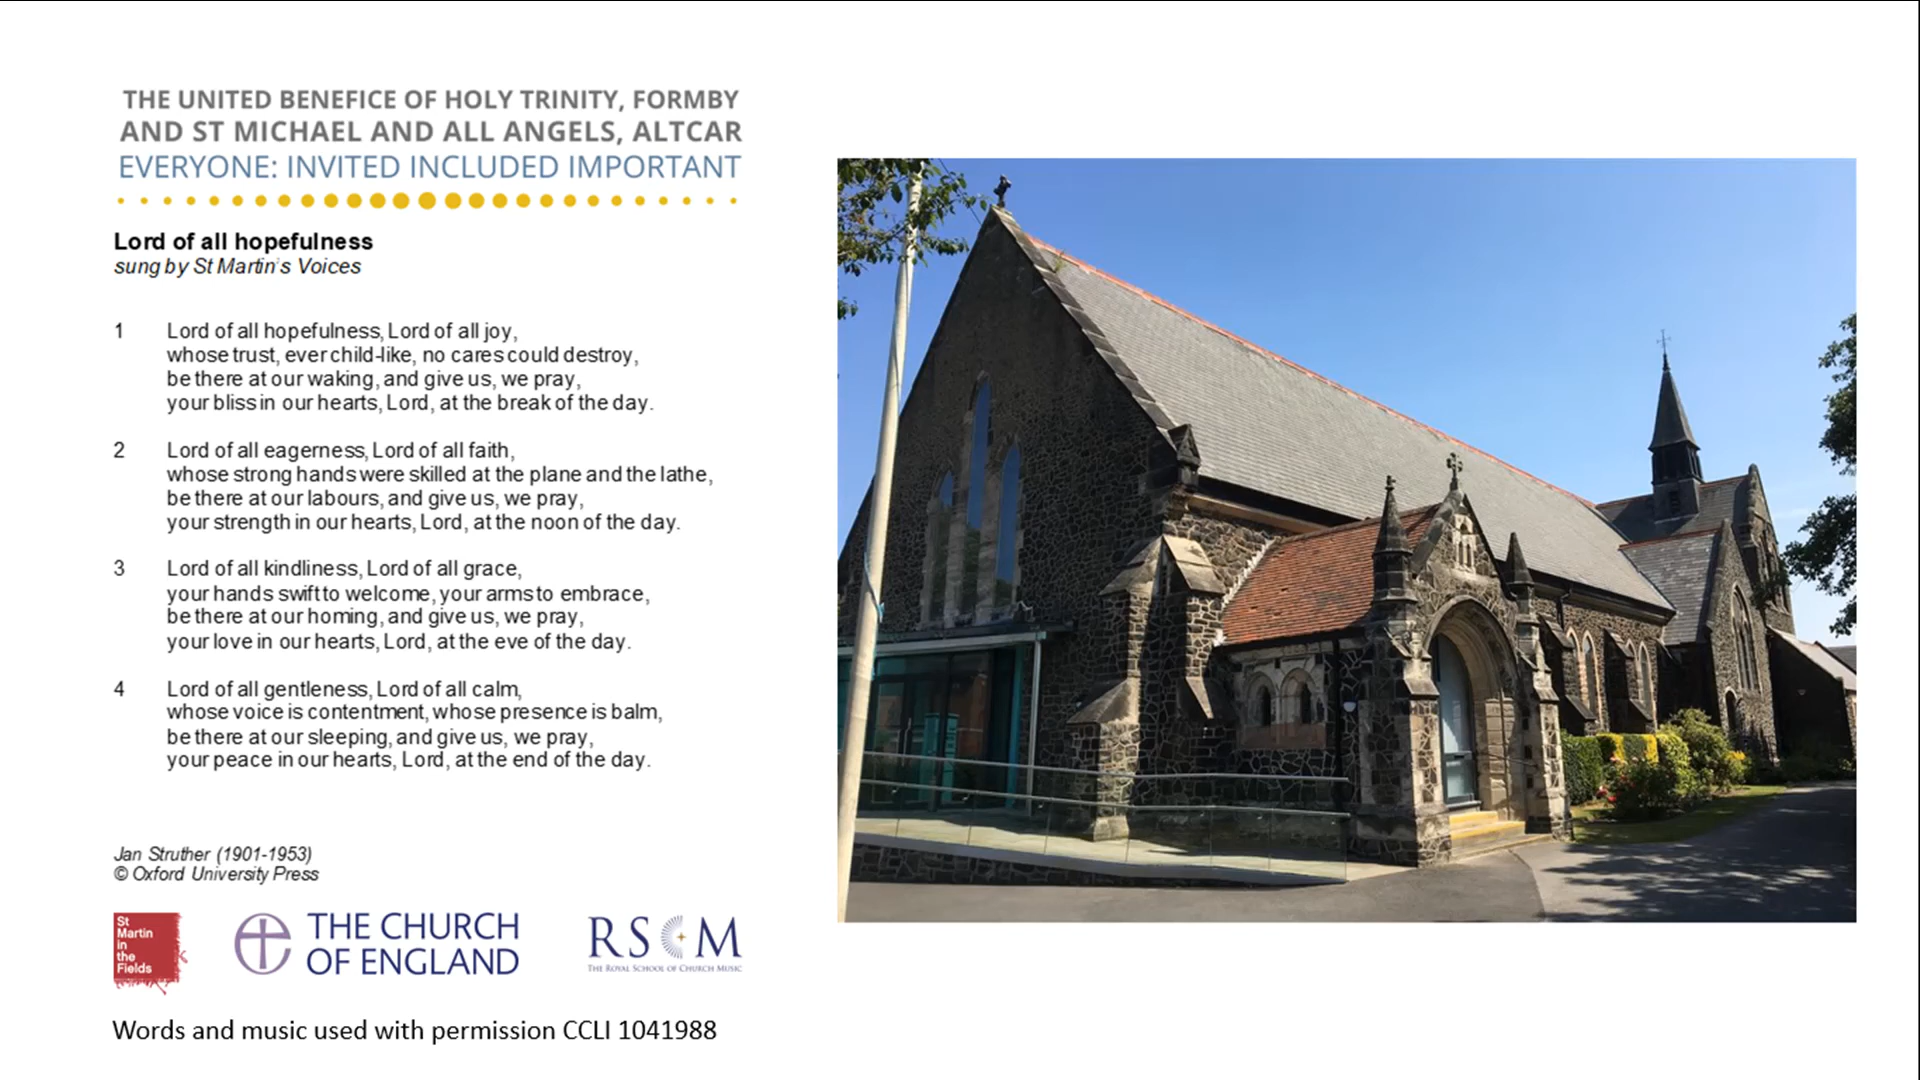 THE UNITED BENEFICE OF HOLY TRINITY, FORMBY
AND ST MICHAEL AND ALL ANGELS, ALTCAR
EVERYONE: INVITED INCLUDED IMPORTANT
Lord of all hopefulness
sung by St Martin's Voices
1 Lord of all hopefulness, Lord of all joy,
whose trust, ever child-like, no cares could destroy,
be there at our waking, and give us, we pray,
your bliss in our hearts, Lord, at the break of the day.
2 Lord of all eagerness, Lord of all faith,
whose strong hands were skilled at the plane and the lathe,
be there at our labours, and give us, we pray,
your strength in our hearts, Lord, at the noon of the day.
3 Lord of all kindliness, Lord of all grace,
your hands swift to welcome, your arms to embrace,
be there at our homing, and give us, we pray,
your love in our hearts, Lord, at the eve of the day.
4 Lord of all gentleness, Lord of all calm,
whose voice is contentment, whose presence is balm,
be there at our sleeping, and give us, we pray,
your peace in our hearts, Lord, at the end of the day.
Jan Struther (1901-1953)
© Oxford University Press
St
Martin
in
the
Fields
THE CHURCH
OF ENGLAND
RSCM
THE ROYAL SCHOOL OF CHURCH MUSIC
Words and music used with permission CCLI 1041988